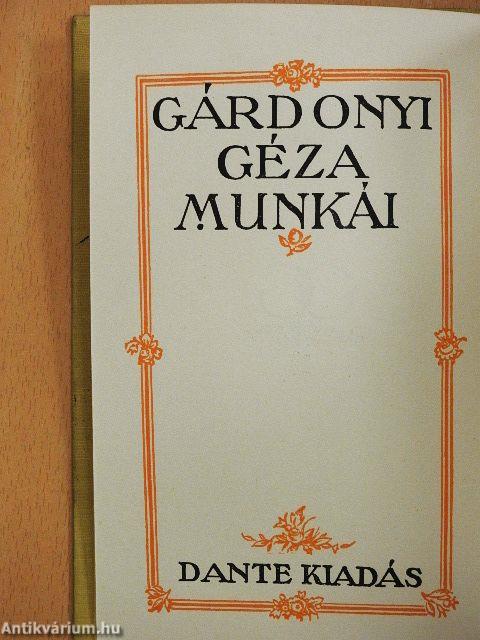 GÁRDONYI
GÉZA
MUNKÁI
DANTE KIADÁS
Antikvárium.hu